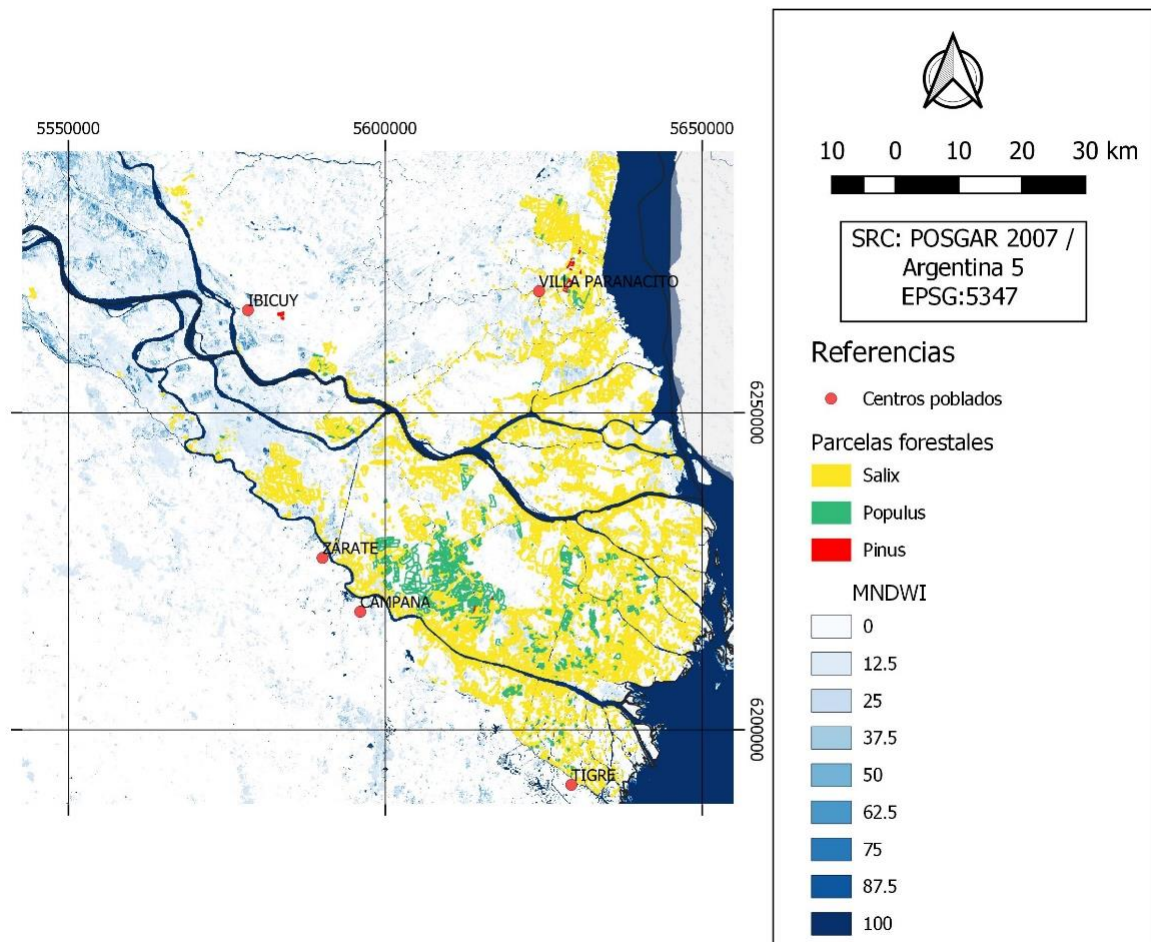 5550000
5600000
5650000
6250000
6200000
IBICUY
VILLA PARANACITO
ZÁRATE
CAMPANA
TIGRE
10 0 10 20 30 km
SRC: POSGAR 2007 /
Argentina 5
EPSG:5347
Referencias
Centros poblados
Parcelas forestales
Salix
Populus
Pinus
MNDWI
0
12.5
25
37.5
50
62.5
75
87.5
100